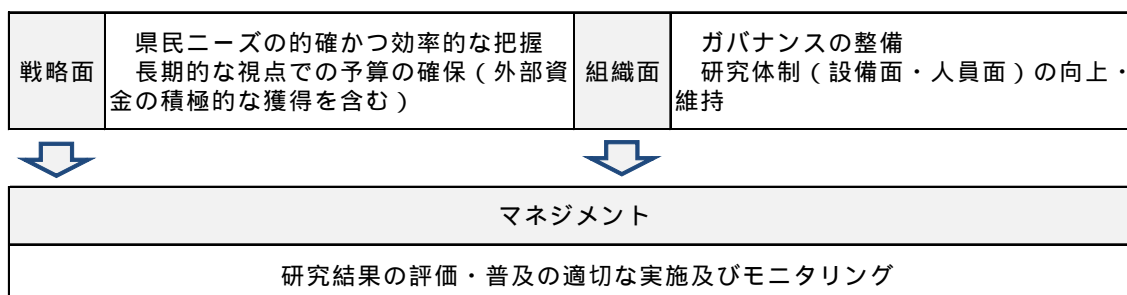 戦略面
県民ニーズの的確かつ効率的な把握
長期的な視点での予算の確保（外部資
金の積極的な獲得を含む）
組織面
ガバナンスの整備
研究体制（設備面・人員面）の向上・
維持
マネジメント
研究結果の評価・普及の適切な実施及びモニタリング